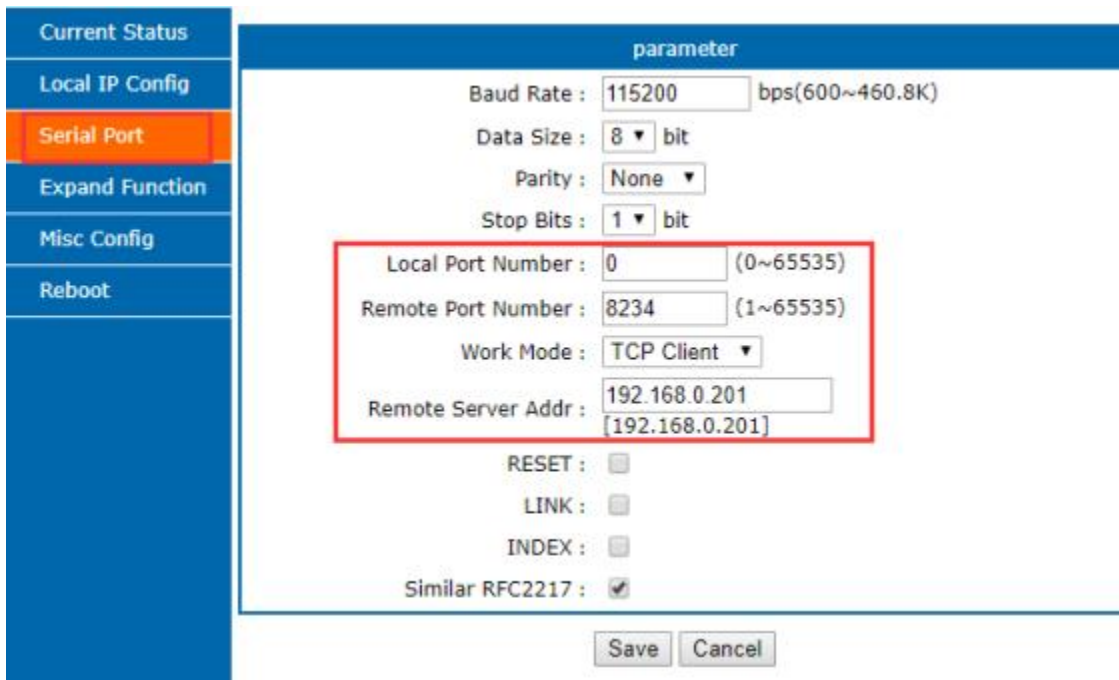 Current Status
Local IP Config
Serial Port
Expand Function
Misc Config
Reboot
parameter
Baud Rate : 115200 bps(600~460.8K)
Data Size : 8 bit
Parity : None
Stop Bits : 1 bit
Local Port Number : 0 (0~65535)
Remote Port Number : 8234 (1~65535)
Work Mode : TCP Client
Remote Server Addr : 192.168.0.201
[192.168.0.201]
RESET :
LINK :
INDEX :
Similar RFC2217 :
Save Cancel